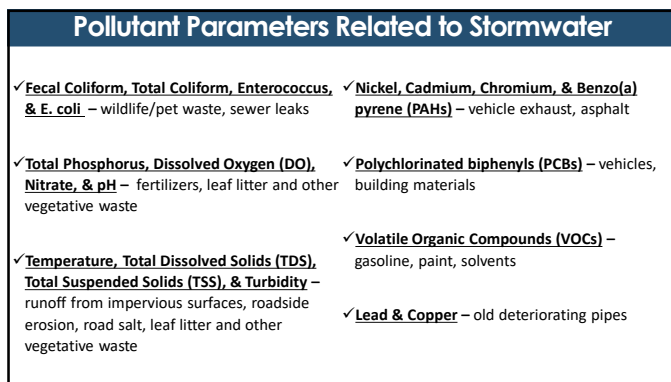 Pollutant Parameters Related to Stormwater
✓Fecal Coliform, Total Coliform, Enterococcus,
& E. coli – wildlife/pet waste, sewer leaks
✓Total Phosphorus, Dissolved Oxygen (DO),
Nitrate, & pH – fertilizers, leaf litter and other
vegetative waste
✓Temperature, Total Dissolved Solids (TDS),
Total Suspended Solids (TSS), & Turbidity –
runoff from impervious surfaces, roadside
erosion, road salt, leaf litter and other
vegetative waste
✓Nickel, Cadmium, Chromium, & Benzo(a)
pyrene (PAHs) – vehicle exhaust, asphalt
✓Polychlorinated biphenyls (PCBs) – vehicles,
building materials
✓Volatile Organic Compounds (VOCs) –
gasoline, paint, solvents
✓Lead & Copper – old deteriorating pipes